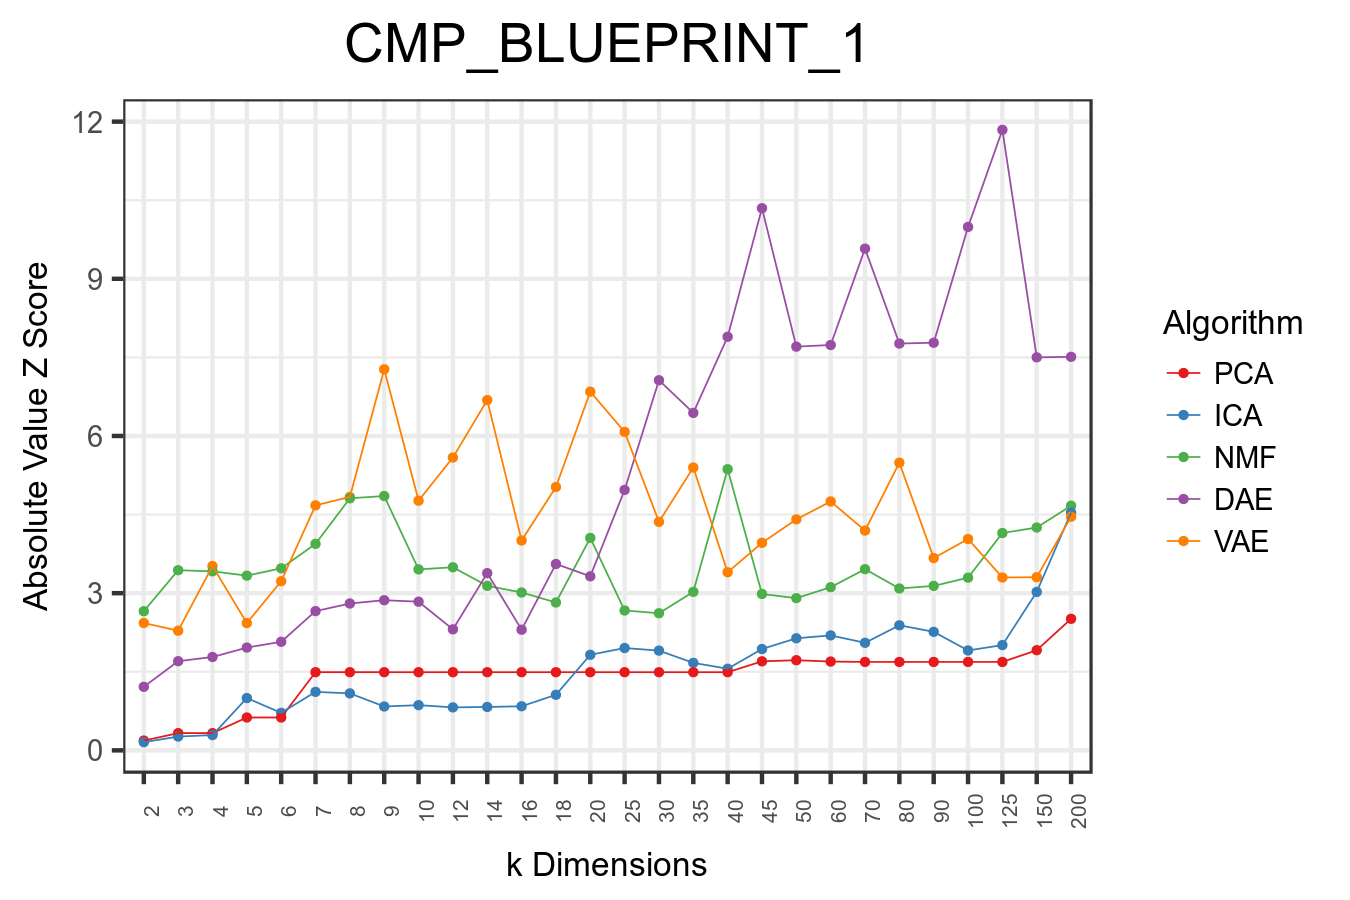 CMP_BLUEPRINT_1
Absolute Value Z Score
12
9
6
3
0
2 3 4 5 6 7 8 9 10 12 14 16 18 20 25 30 35 40 45 50 60 70 80 90 100 125 150 200
k Dimensions
Algorithm
PCA
ICA
NMF
DAE
VAE